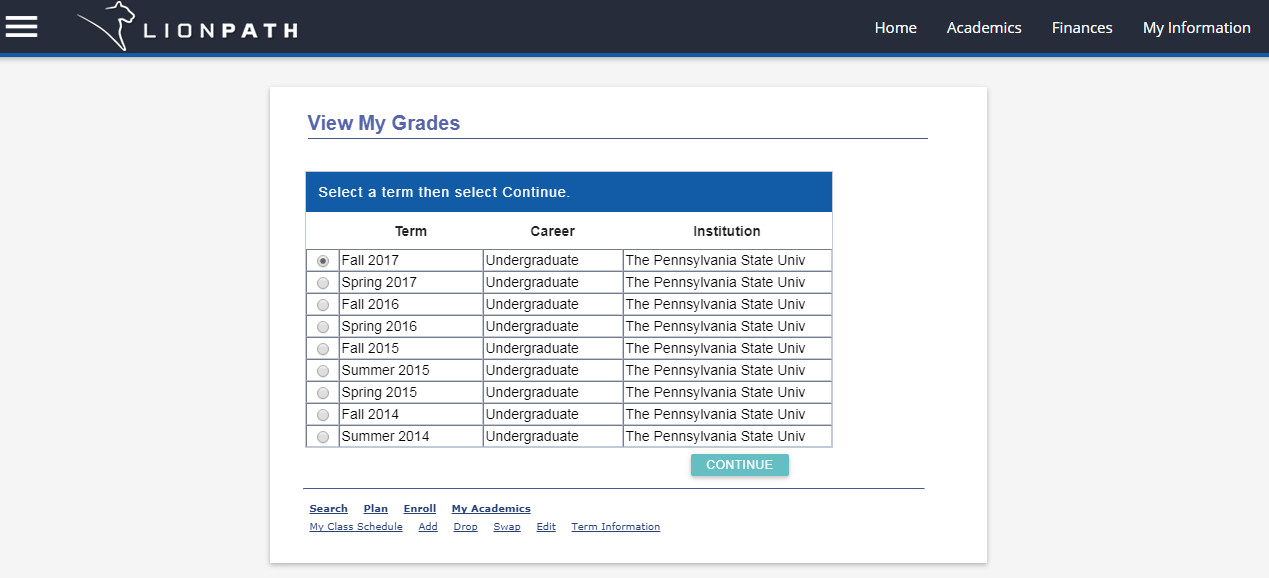 LIONPATH Home Academics Finances My Information
View My Grades
Select a term then select Continue.
Term Career Institution
Fall 2017 Undergraduate The Pennsylvania State Univ
Spring 2017 Undergraduate The Pennsylvania State Univ
Fall 2016 Undergraduate The Pennsylvania State Univ
Spring 2016 Undergraduate The Pennsylvania State Univ
Fall 2015 Undergraduate The Pennsylvania State Univ
Summer 2015 Undergraduate The Pennsylvania State Univ
Spring 2015 Undergraduate The Pennsylvania State Univ
Fall 2014 Undergraduate The Pennsylvania State Univ
Summer 2014 Undergraduate The Pennsylvania State Univ
CONTINUE
Search Plan Enroll My Academics
My Class Schedule Add Drop Swap Edit Term Information